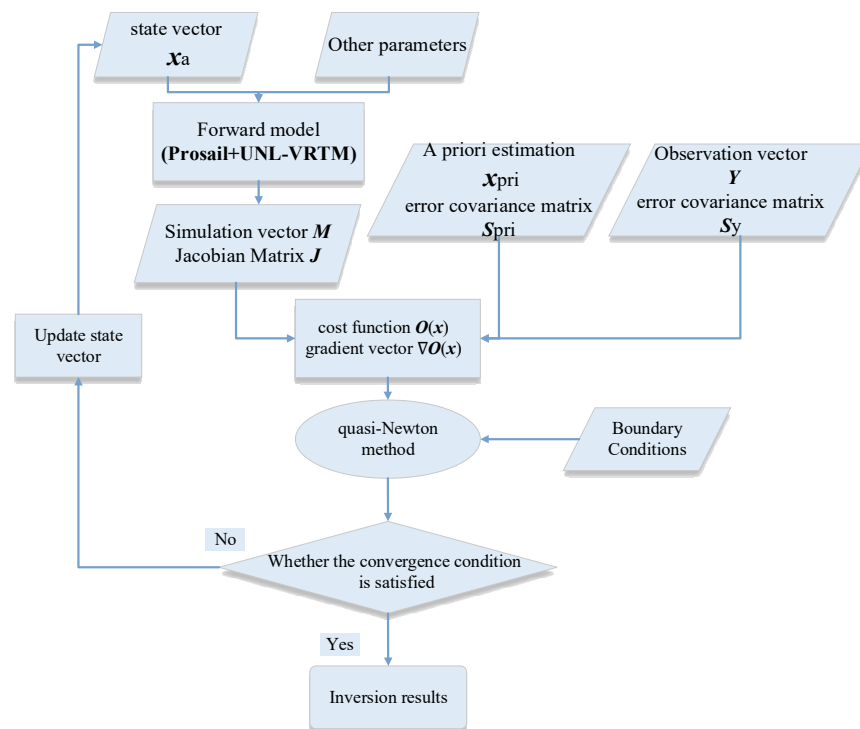 state vector
xa
Other parameters
Forward model
(Prosail+UNL-VRTM)
A priori estimation
xpri
error covariance matrix
Spri
Observation vector
Y
error covariance matrix
Sy
Simulation vector M
Jacobian Matrix J
Update state
vector
cost function O(x)
gradient vector ∇O(x)
quasi-Newton
method
Boundary
Conditions
No
Whether the convergence condition
is satisfied
Yes
Inversion results